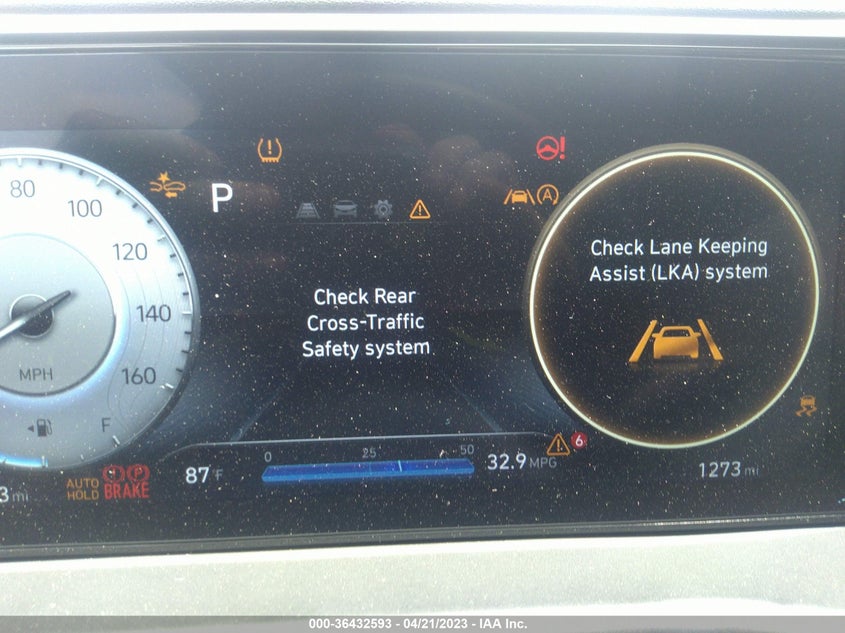 80
100
120
140
160
MPH
F
P
A
Check Rear
Cross-Traffic
Safety system
Check Lane Keeping
Assist (LKA) system
3 mi
AUTO
HOLD
P
BRAKE
87°F
0
25
50
32.9 MPG
6
1273 mi
000-36432593 - 04/21/2023 - IAA Inc.